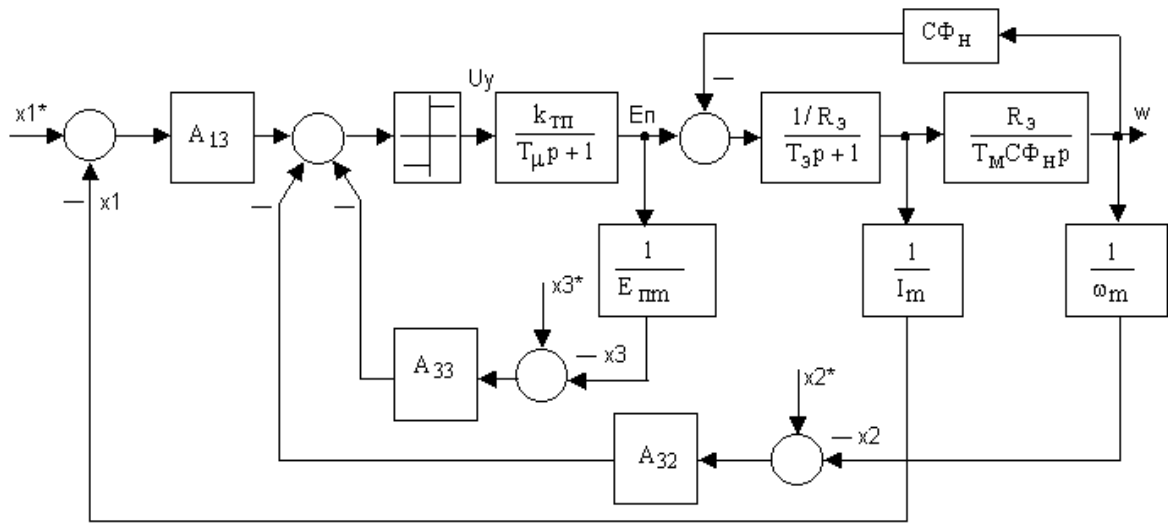 CΦн
Uy
x1*
A13
kТП
Tμp + 1
Eп
1/ Rэ
Tэp + 1
Rэ
TмCΦнp
w
— x1
1
Eпm
1
Im
1
ωm
x3*
A33
— x3
x2*
A32
— x2